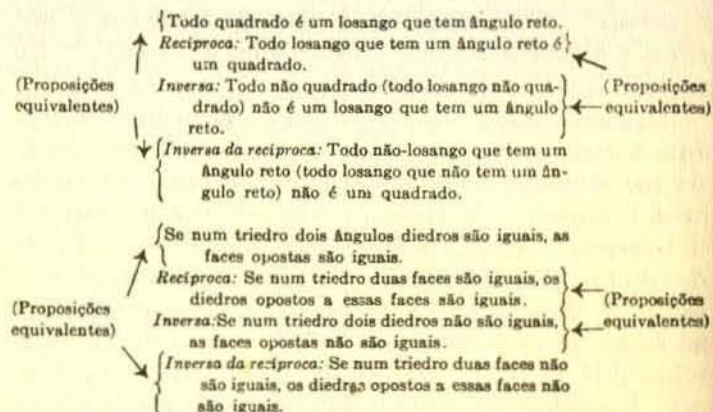 Todo quadrado é um losango que tem ângulo reto.
Recíproca: Todo losango que tem um ângulo reto é
um quadrado.
(Proposições
equivalentes)
Inversa: Todo não quadrado (todo losango não qua-
drado) não é um losango que tem um ângulo
reto.
(Proposições
equivalentes)
Inversa da recíproca: Todo não-losango que tem um
ângulo reto (todo losango que não tem um ân-
gulo reto) não é um quadrado.
Se num triedro dois ângulos diedros são iguais, as
faces opostas são iguais.
Recíproca: Se num triedro duas faces são iguais, os
diedros opostos a essas faces são iguais.
(Proposições
equivalentes)
Inversa: Se num triedro dois diedros não são iguais,
as faces opostas não são iguais.
(Proposições
equivalentes)
Inversa da recíproca: Se num triedro duas faces não
são iguais, os diedros opostos a essas faces não
são iguais.